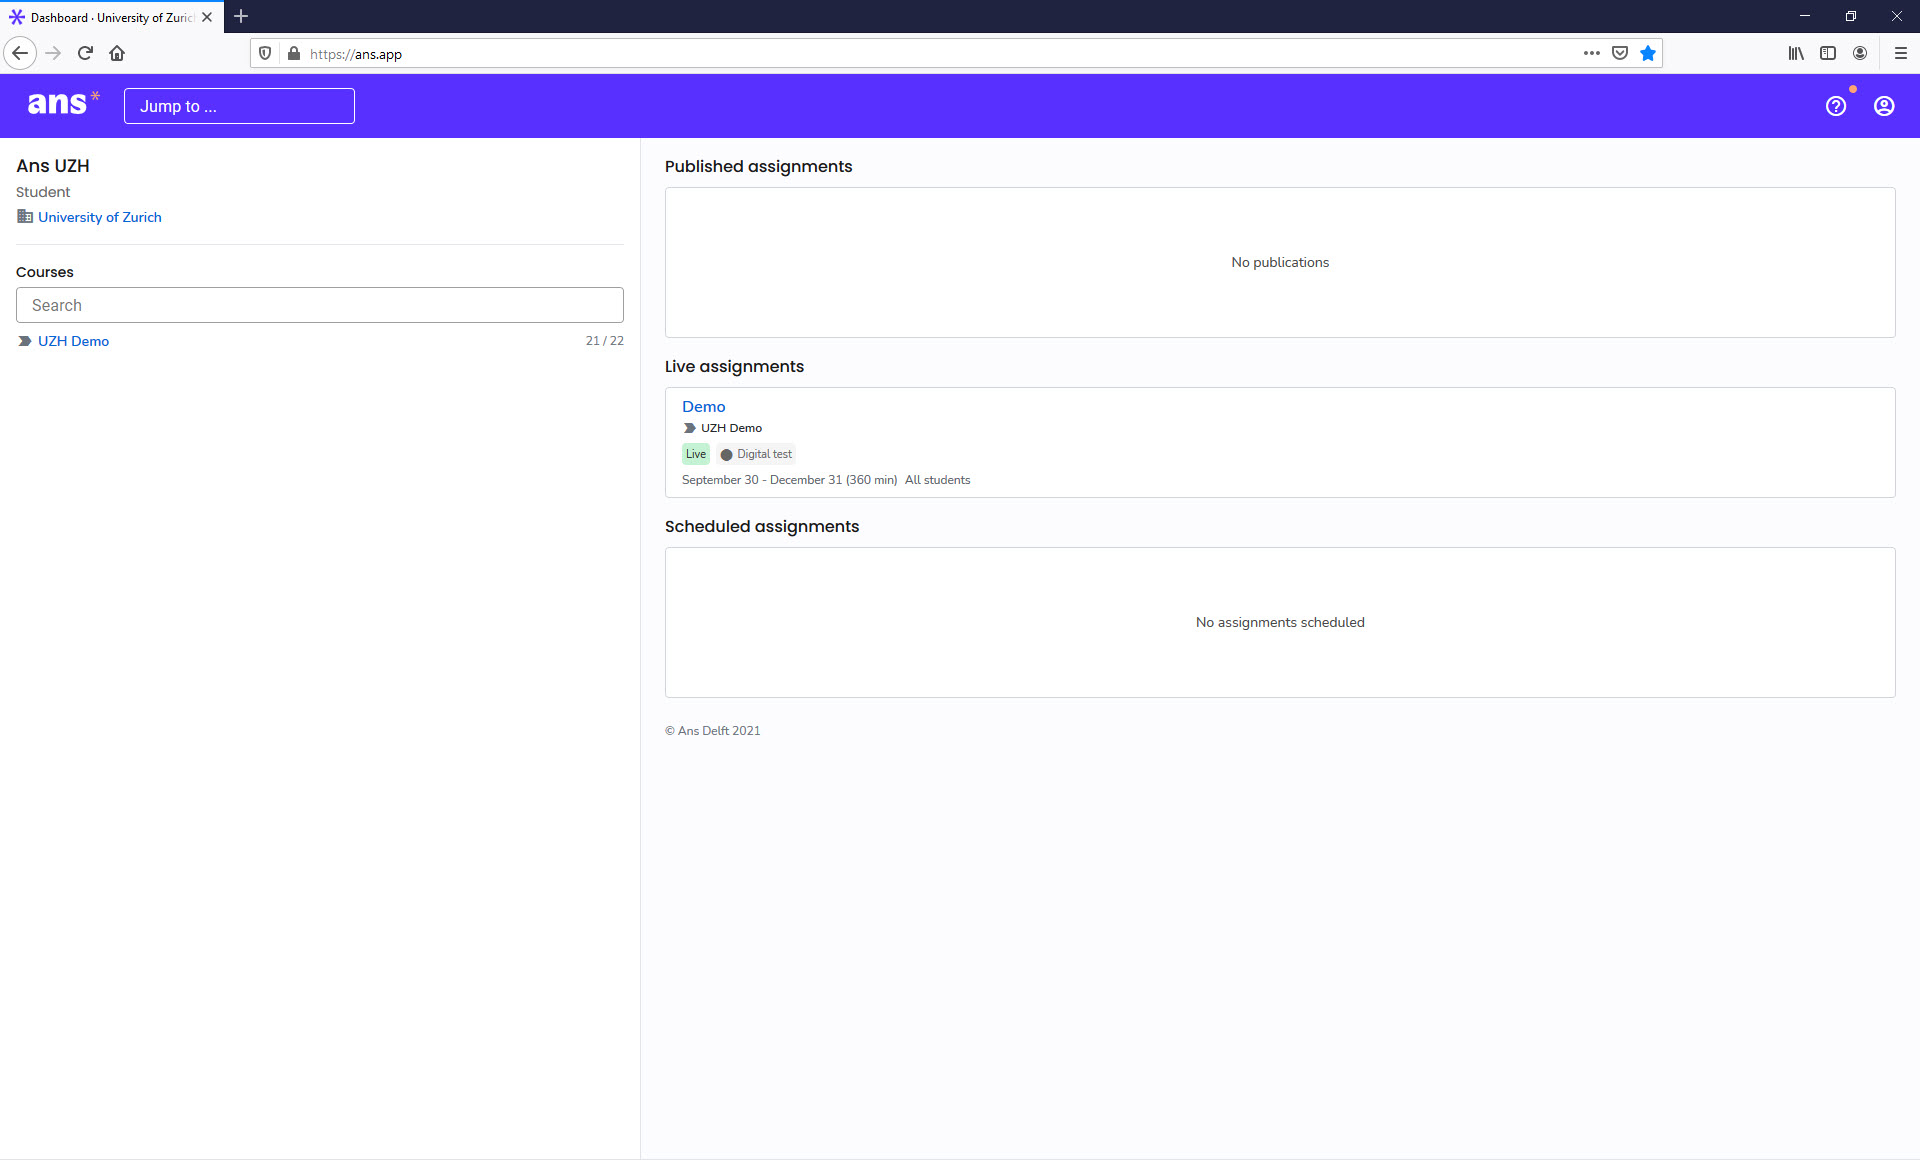 Dashboard · University of Zuric
https://ans.app
ans*
Jump to ...
Ans UZH
Student
University of Zurich
Courses
Search
UZH Demo 21 / 22
Published assignments
No publications
Live assignments
Demo
UZH Demo
Live Digital test
September 30 - December 31 (360 min) All students
Scheduled assignments
No assignments scheduled
© Ans Delft 2021